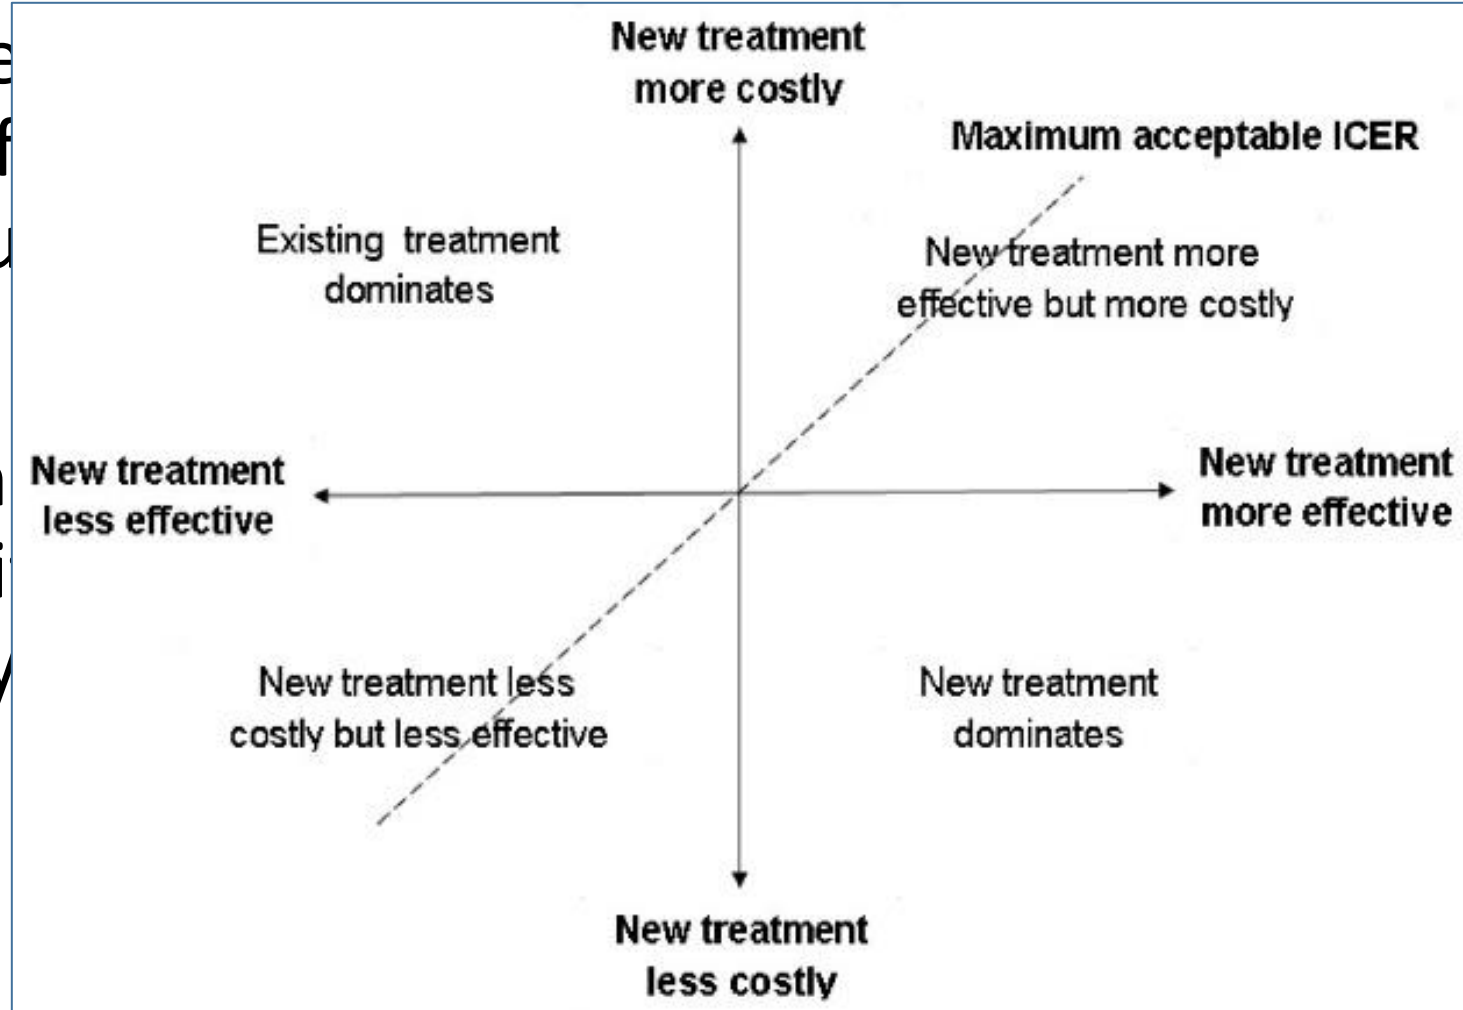 New treatment
more costly
Maximum acceptable ICER
Existing treatment
dominates
New treatment more
effective but more costly
New treatment
less effective
New treatment
more effective
New treatment less
costly but less effective
New treatment
dominates
New treatment
less costly